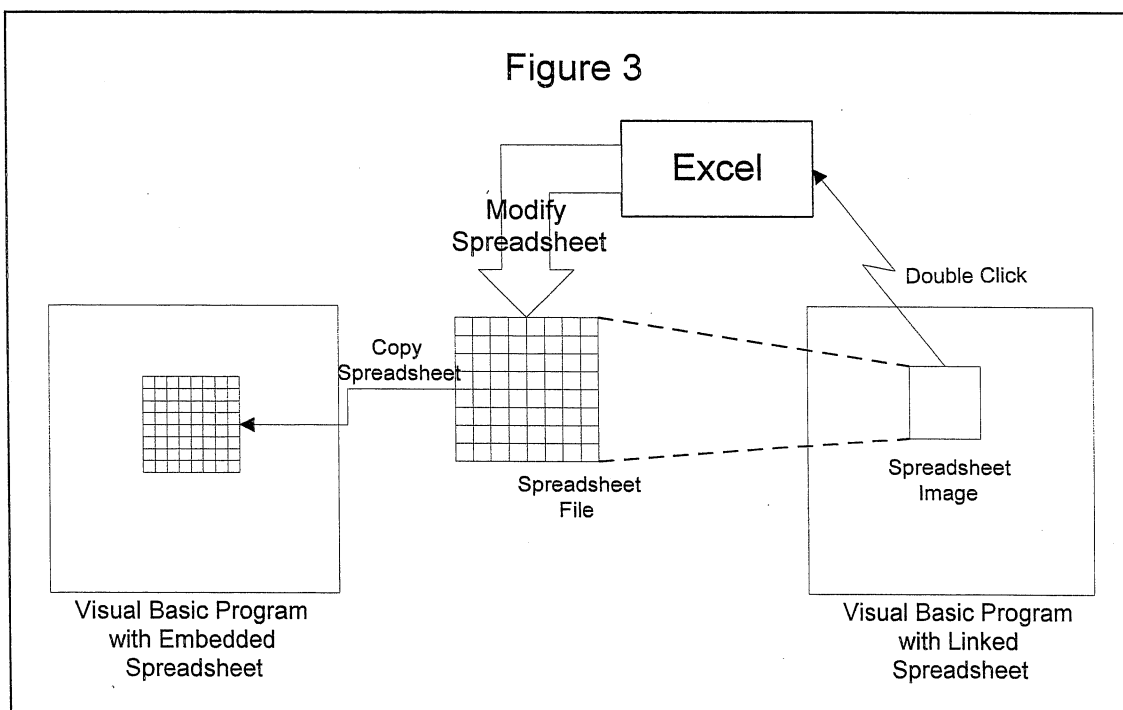 Figure 3
Excel
Modify
Spreadsheet
Double Click
Copy
Spreadsheet
Spreadsheet
File
Spreadsheet
Image
Visual Basic Program
with Embedded
Spreadsheet
Visual Basic Program
with Linked
Spreadsheet